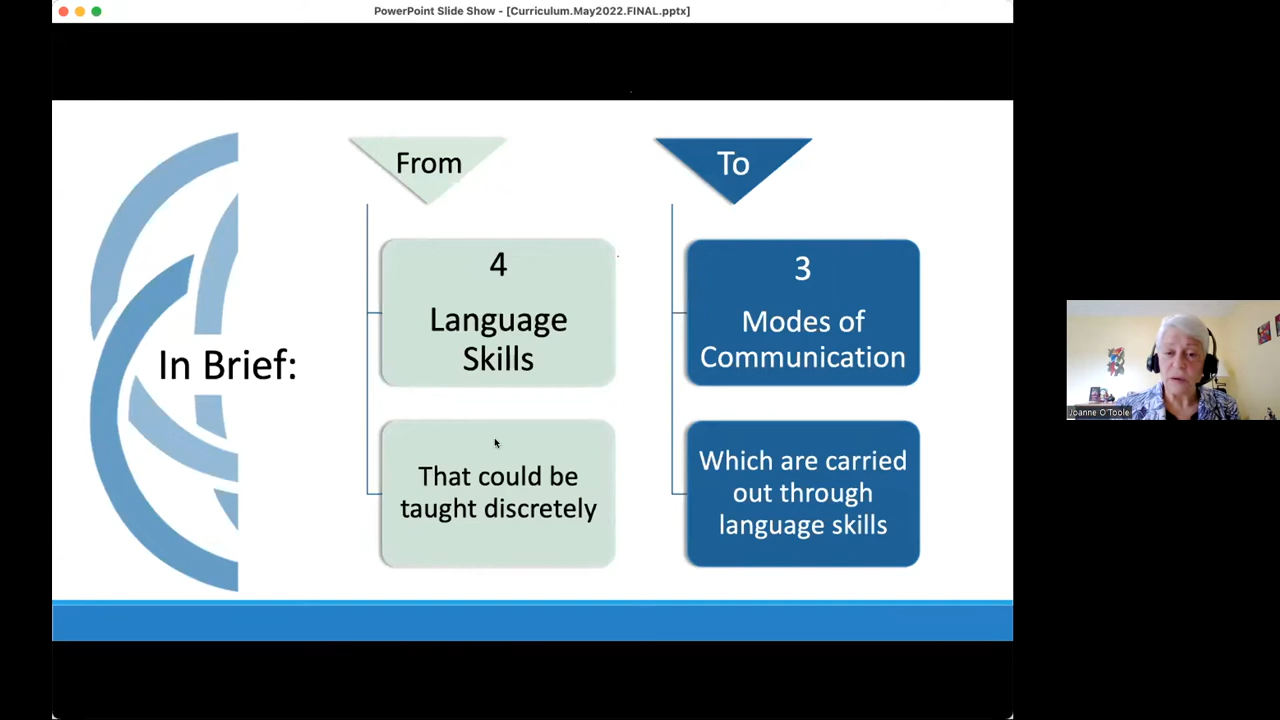 PowerPoint Slide Show - [Curriculum.May2022.FINAL.pptx]
In Brief:
From
4
Language
Skills
That could be
taught discretely
To
3
Modes of
Communication
Which are carried
out through
language skills
Joanne O'Toole